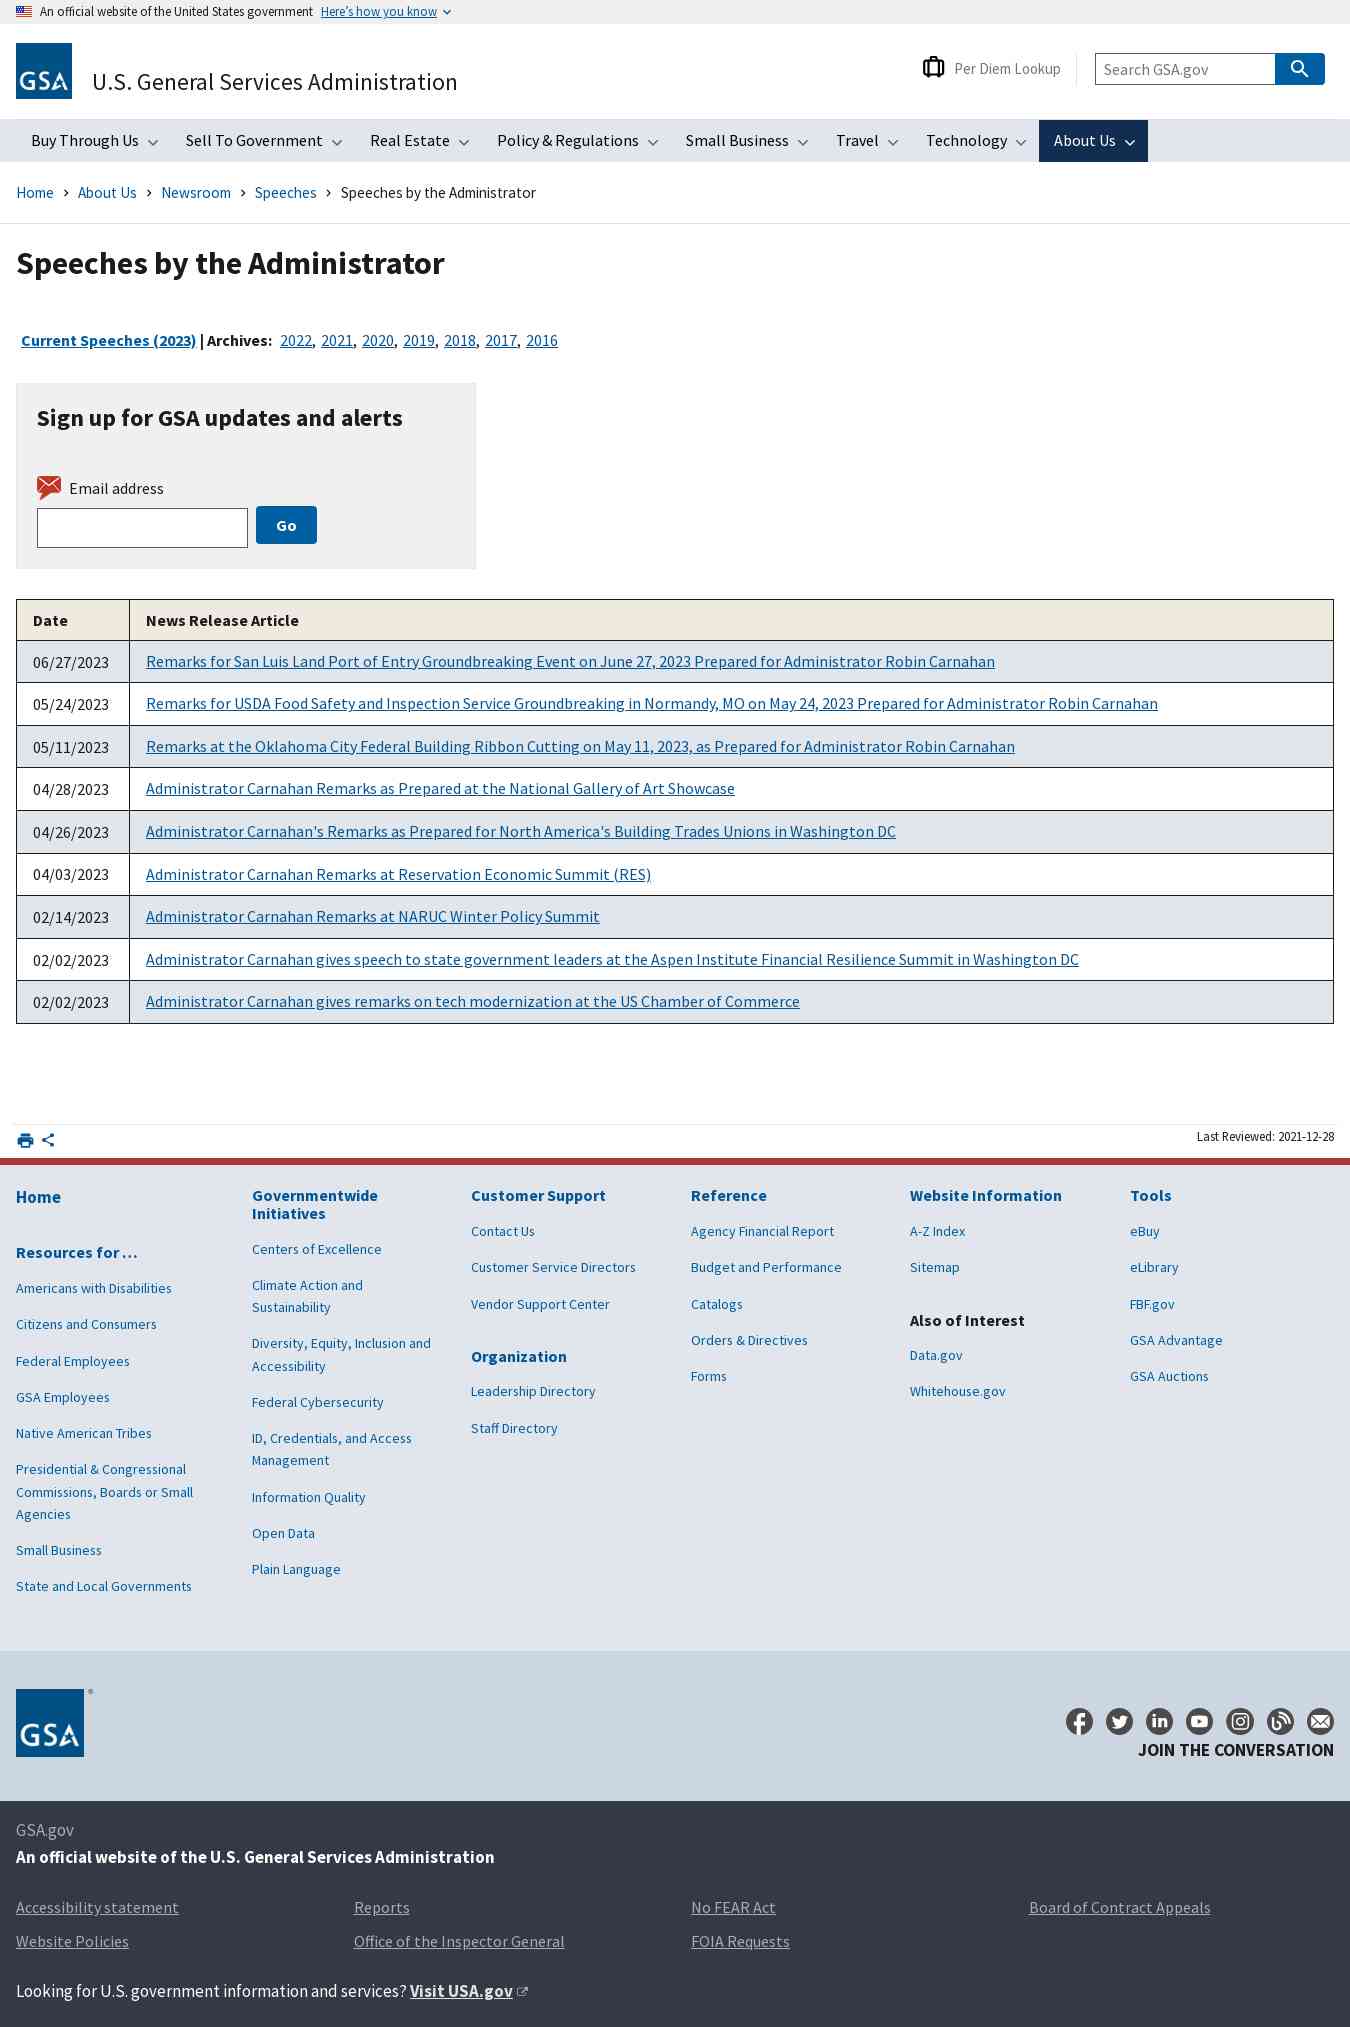 An official website of the United States government Here's how you know
GSA
U.S. General Services Administration
Per Diem Lookup
Search GSA.gov
Buy Through Us Sell To Government Real Estate Policy & Regulations Small Business Travel Technology About Us
Home > About Us > Newsroom > Speeches > Speeches by the Administrator
Speeches by the Administrator
Current Speeches (2023) | Archives: 2022, 2021, 2020, 2019, 2018, 2017, 2016
Sign up for GSA updates and alerts
Email address
Go
Date News Release Article
06/27/2023 Remarks for San Luis Land Port of Entry Groundbreaking Event on June 27, 2023 Prepared for Administrator Robin Carnahan
05/24/2023 Remarks for USDA Food Safety and Inspection Service Groundbreaking in Normandy, MO on May 24, 2023 Prepared for Administrator Robin Carnahan
05/11/2023 Remarks at the Oklahoma City Federal Building Ribbon Cutting on May 11, 2023, as Prepared for Administrator Robin Carnahan
04/28/2023 Administrator Carnahan Remarks as Prepared at the National Gallery of Art Showcase
04/26/2023 Administrator Carnahan's Remarks as Prepared for North America's Building Trades Unions in Washington DC
04/03/2023 Administrator Carnahan Remarks at Reservation Economic Summit (RES)
02/14/2023 Administrator Carnahan Remarks at NARUC Winter Policy Summit
02/02/2023 Administrator Carnahan gives speech to state government leaders at the Aspen Institute Financial Resilience Summit in Washington DC
02/02/2023 Administrator Carnahan gives remarks on tech modernization at the US Chamber of Commerce
Last Reviewed: 2021-12-28
Home
Resources for …
Americans with Disabilities
Citizens and Consumers
Federal Employees
GSA Employees
Native American Tribes
Presidential & Congressional
Commissions, Boards or Small
Agencies
Small Business
State and Local Governments
Governmentwide
Initiatives
Centers of Excellence
Climate Action and
Sustainability
Diversity, Equity, Inclusion and
Accessibility
Federal Cybersecurity
ID, Credentials, and Access
Management
Information Quality
Open Data
Plain Language
Customer Support
Contact Us
Customer Service Directors
Vendor Support Center
Organization
Leadership Directory
Staff Directory
Reference
Agency Financial Report
Budget and Performance
Catalogs
Orders & Directives
Forms
Website Information
A-Z Index
Sitemap
Also of Interest
Data.gov
Whitehouse.gov
Tools
eBuy
eLibrary
FBF.gov
GSA Advantage
GSA Auctions
GSA ®
JOIN THE CONVERSATION
GSA.gov
An official website of the U.S. General Services Administration
Accessibility statement Reports No FEAR Act Board of Contract Appeals
Website Policies Office of the Inspector General FOIA Requests
Looking for U.S. government information and services? Visit USA.gov